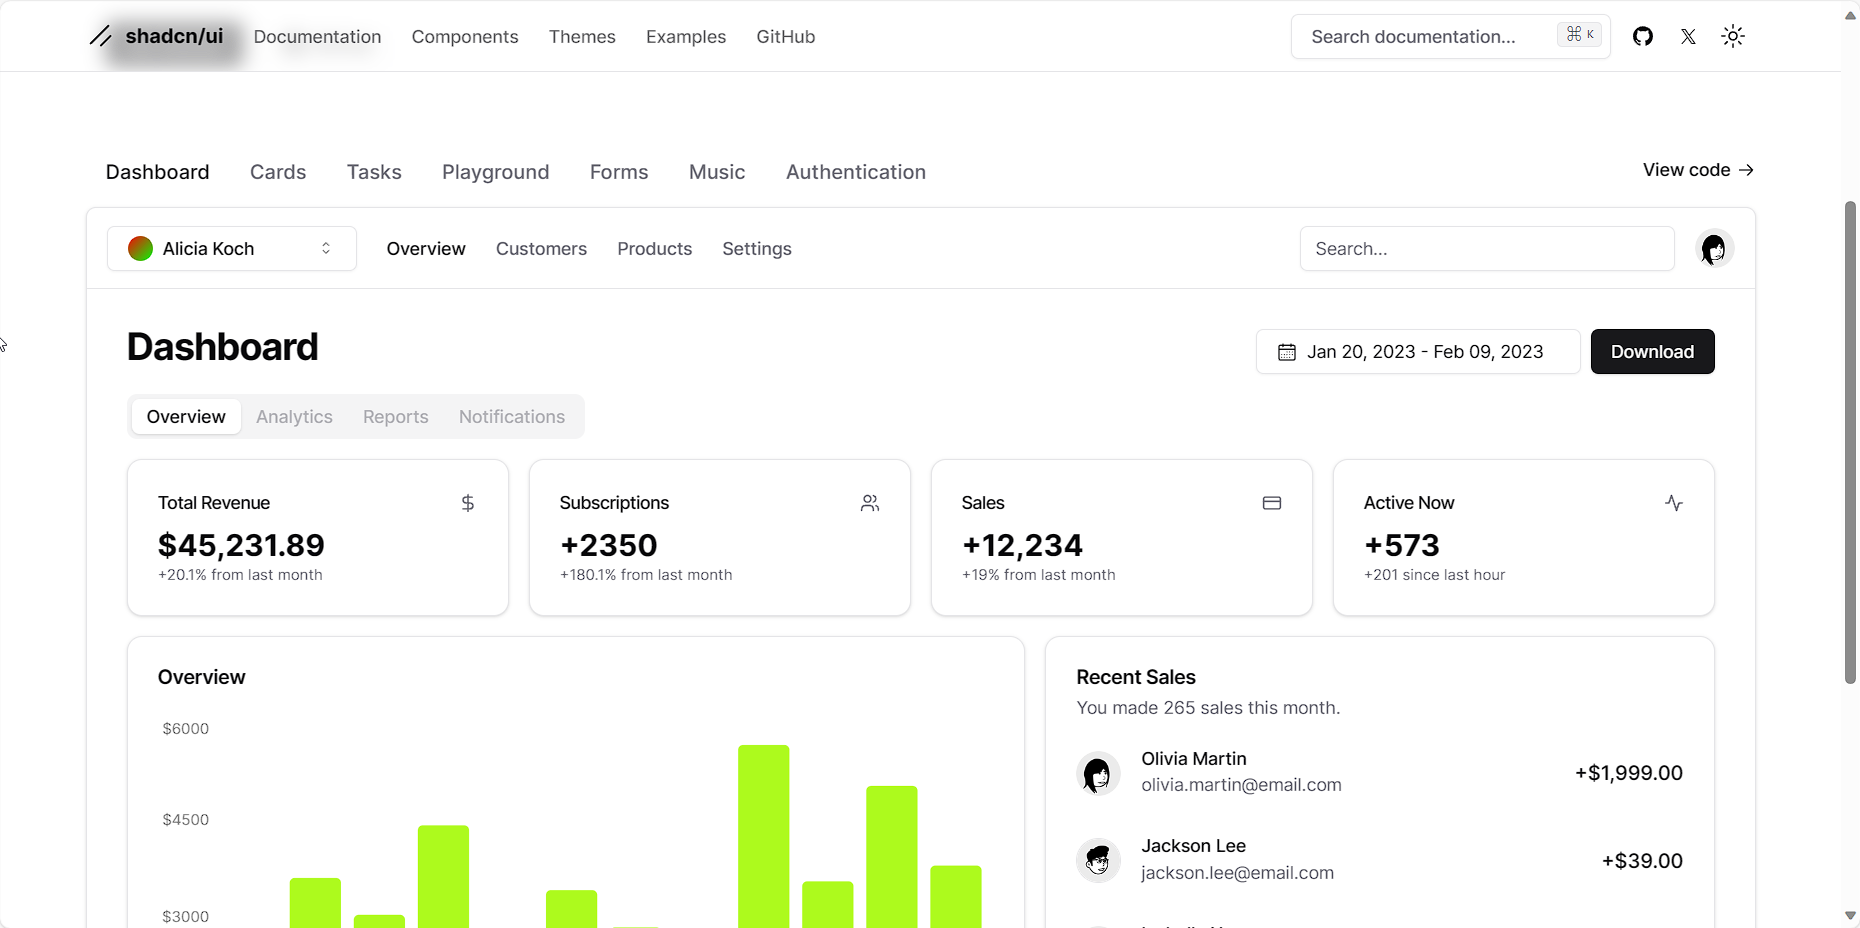 shadcn/ui Documentation Components Themes Examples GitHub Search documentation... ⌘ K
Dashboard Cards Tasks Playground Forms Music Authentication View code →
Alicia Koch Overview Customers Products Settings Search...
Dashboard Jan 20, 2023 - Feb 09, 2023 Download
Overview Analytics Reports Notifications
Total Revenue $
$45,231.89
+20.1% from last month
Subscriptions
+2350
+180.1% from last month
Sales
+12,234
+19% from last month
Active Now
+573
+201 since last hour
Overview
$6000
$4500
$3000
Recent Sales
You made 265 sales this month.
Olivia Martin
olivia.martin@email.com
+$1,999.00
Jackson Lee
jackson.lee@email.com
+$39.00